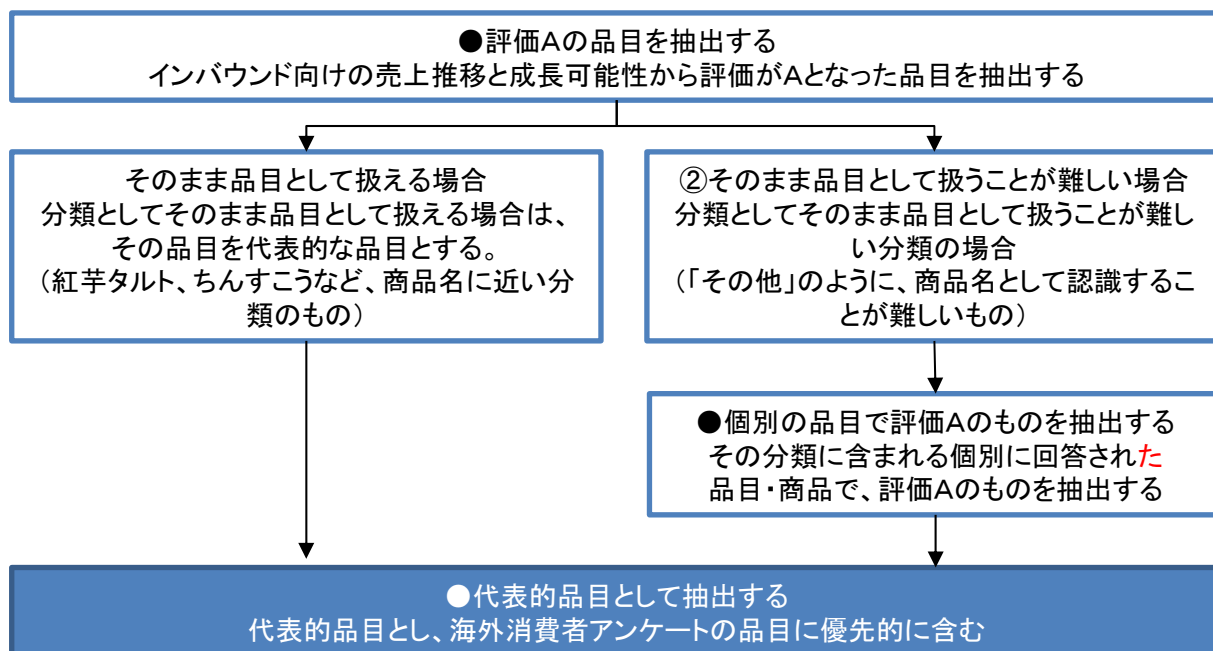 ●評価Aの品目を抽出する
インバウンド向けの売上推移と成長可能性から評価がAとなった品目を抽出する
そのまま品目として扱える場合
分類としてそのまま品目として扱える場合は、
その品目を代表的な品目とする。
(紅芋タルト、ちんすこうなど、商品名に近い分
類のもの)
②そのまま品目として扱うことが難しい場合
分類としてそのまま品目として扱うことが難し
い分類の場合
(「その他」のように、商品名として認識するこ
とが難しいもの)
●個別の品目で評価Aのものを抽出する
その分類に含まれる個別に回答された
品目・商品で、評価Aのものを抽出する
●代表的品目として抽出する
代表的品目とし、海外消費者アンケートの品目に優先的に含む